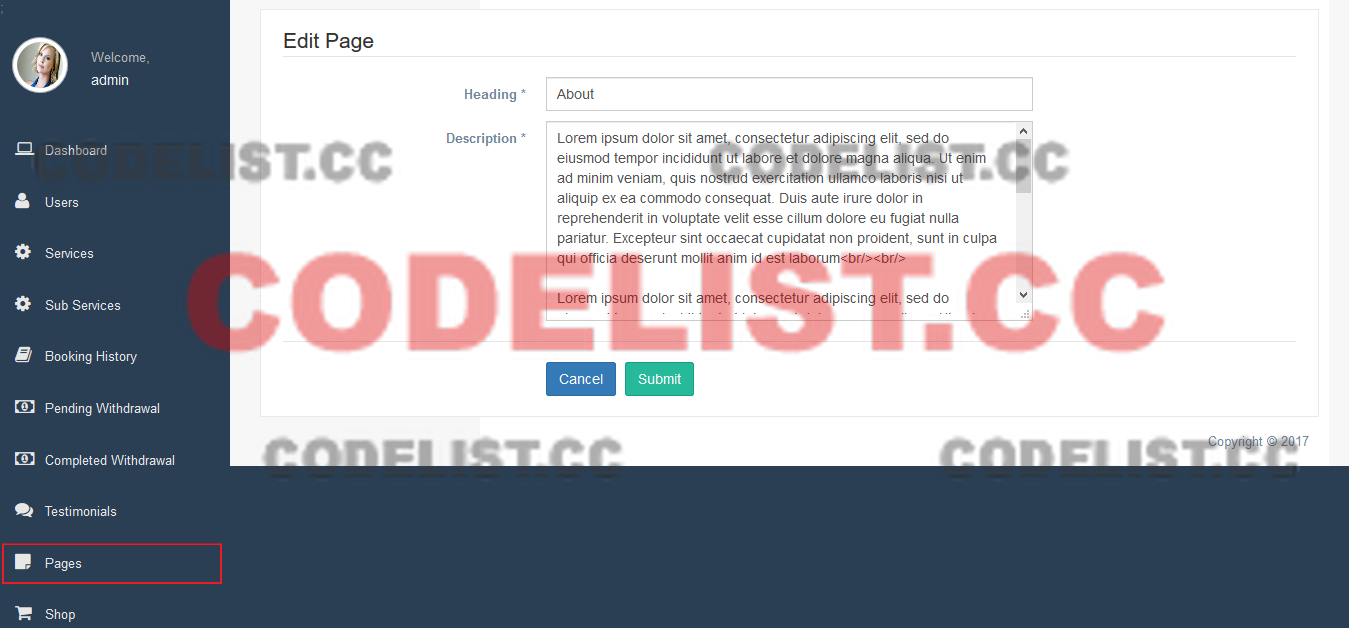 ;
Welcome,
admin
Dashboard
Users
Services
Sub Services
Booking History
Pending Withdrawal
Completed Withdrawal
Testimonials
Pages
Shop
Edit Page
Heading *
About
Description *
Lorem ipsum dolor sit amet, consectetur adipiscing elit, sed do
eiusmod tempor incididunt ut labore et dolore magna aliqua. Ut enim
ad minim veniam, quis nostrud exercitation ullamco laboris nisi ut
aliquip ex ea commodo consequat. Duis aute irure dolor in
reprehenderit in voluptate velit esse cillum dolore eu fugiat nulla
pariatur. Excepteur sint occaecat cupidatat non proident, sunt in culpa
qui officia deserunt mollit anim id est laborum<br/><br/>
Lorem ipsum dolor sit amet, consectetur adipiscing elit, sed do
Cancel
Submit
Copyright © 2017
CODELIST.CC
CODELIST.CC
CODELIST.CC
CODELIST.CC
CODELIST.CC